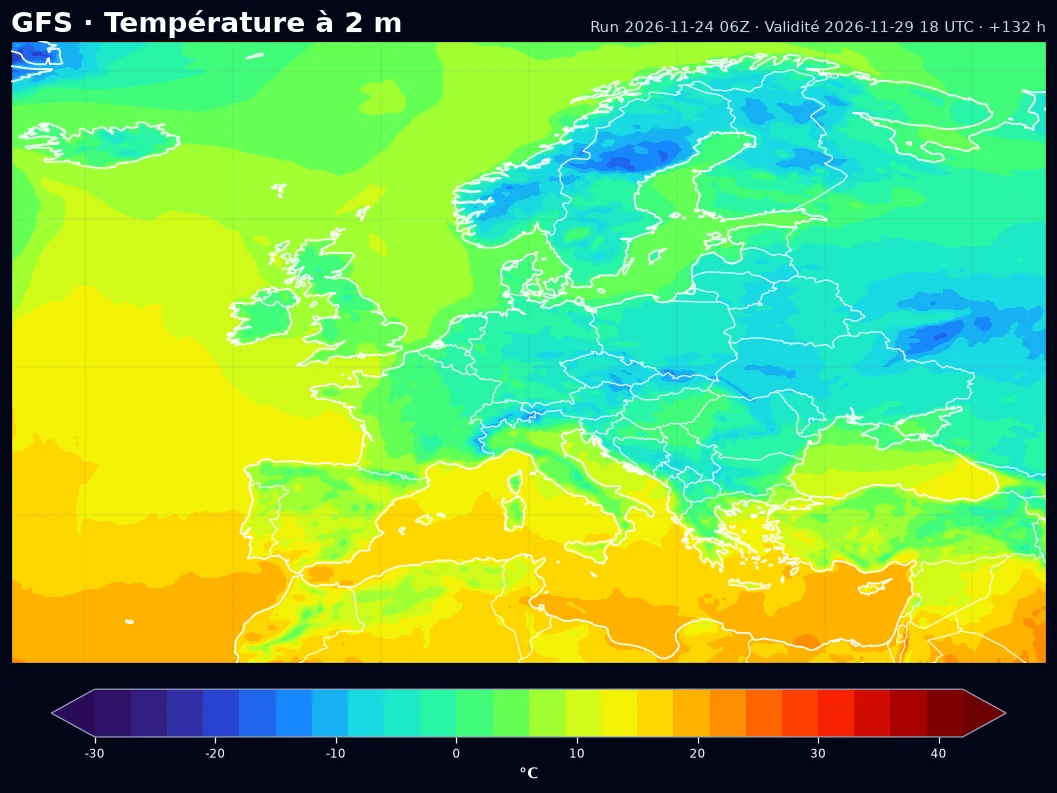 GFS · Température à 2 m
Run 2026-11-24 06Z · Validité 2026-11-29 18 UTC · +132 h
-30 -20 -10 0 10 20 30 40
°C